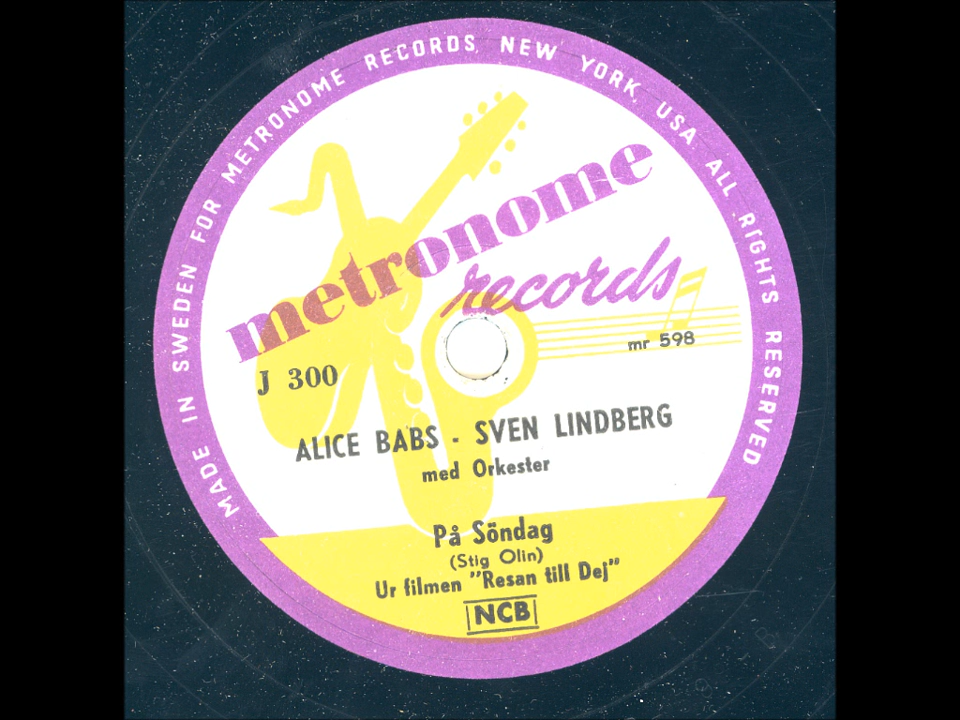 MADE IN SWEDEN FOR METRONOME RECORDS, NEW YORK, USA. ALL RIGHTS RESERVED
metronome
records
mr 598
J 300
ALICE BABS - SVEN LINDBERG
med Orkester
På Söndag
(Stig Olin)
Ur filmen "Resan till Dej"
NCB